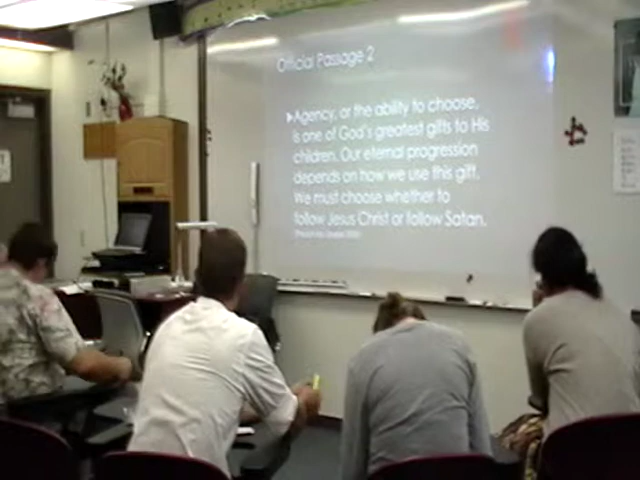 Official Passage 2
Agency, or the ability to choose,
is one of God's greatest gifts to His
children. Our eternal progression
depends on how we use this gift.
We must choose whether to
follow Jesus Christ or follow Satan.